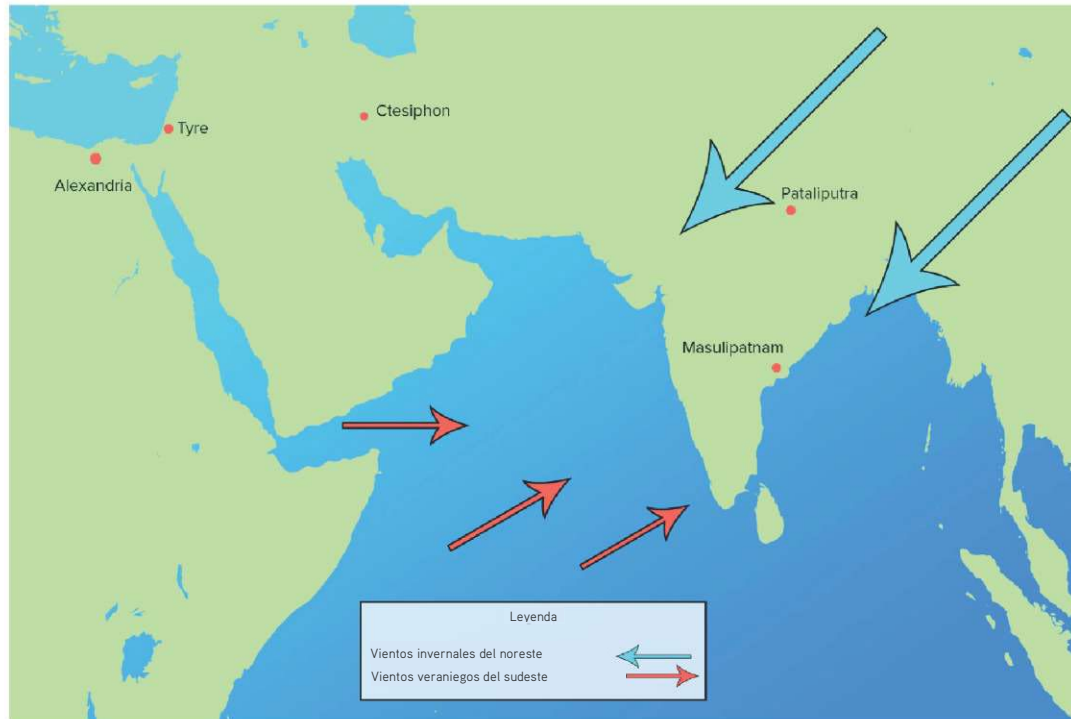 Ctesiphon
Tyre
Alexandria
Pataliputra
Masulipatnam
Leyenda
Vientos invernales del noreste
Vientos veraniegos del sudeste